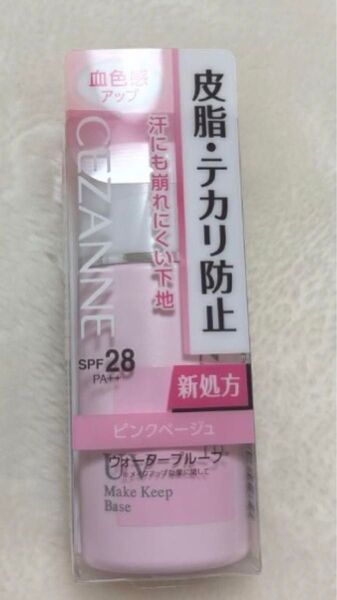 血色感
アップ
皮脂・テカリ防止
汗にも崩れにくい下地
CEZANNE
SPF28
PA++
新処方
ピンクベージュ
ウォータープルーフ
UV
Make Keep
Base